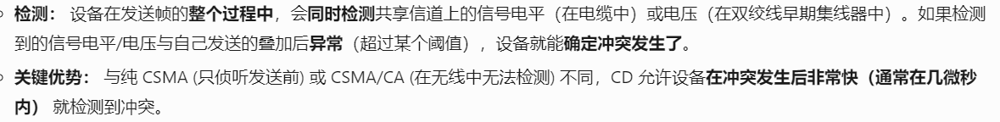 检测： 设备在发送帧的整个过程中，会同时检测共享信道上的信号电平（在电缆中）或电压（在双绞线早期集线器中）。如果检测
到的信号电平/电压与自己发送的叠加后异常（超过某个阈值），设备就能确定冲突发生了。
关键优势： 与纯 CSMA (只侦听发送前) 或 CSMA/CA (在无线中无法检测) 不同，CD 允许设备在冲突发生后非常快（通常在几微秒
内） 就检测到冲突。